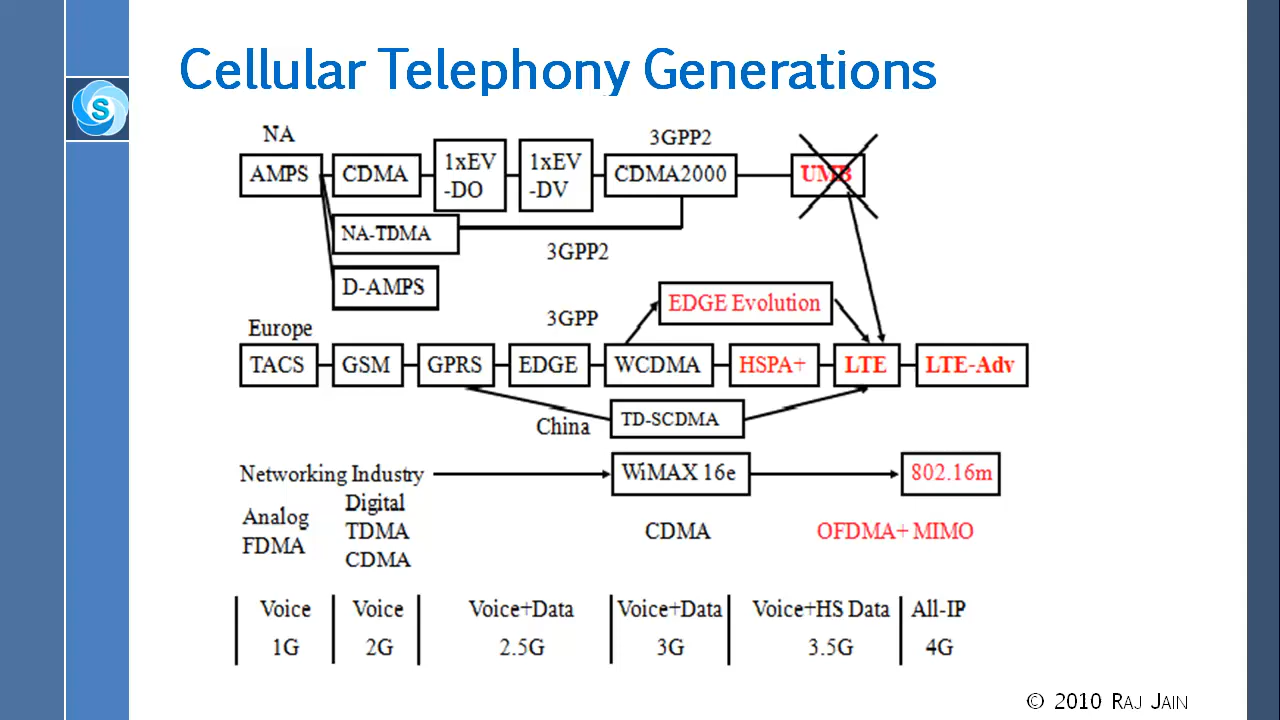 Cellular Telephony Generations
S
NA
3GPP2
AMPS
CDMA
1xEV
-DO
1xEV
-DV
CDMA2000
UMB
NA-TDMA
3GPP2
D-AMPS
EDGE Evolution
3GPP
Europe
TACS
GSM
GPRS
EDGE
WCDMA
HSPA+
LTE
LTE-Adv
China
TD-SCDMA
Networking Industry
WiMAX 16e
802.16m
Analog
FDMA
Digital
TDMA
CDMA
CDMA
OFDMA+ MIMO
Voice
1G
Voice
2G
Voice+Data
2.5G
Voice+Data
3G
Voice+HS Data
3.5G
All-IP
4G
© 2010 RAJ JAIN